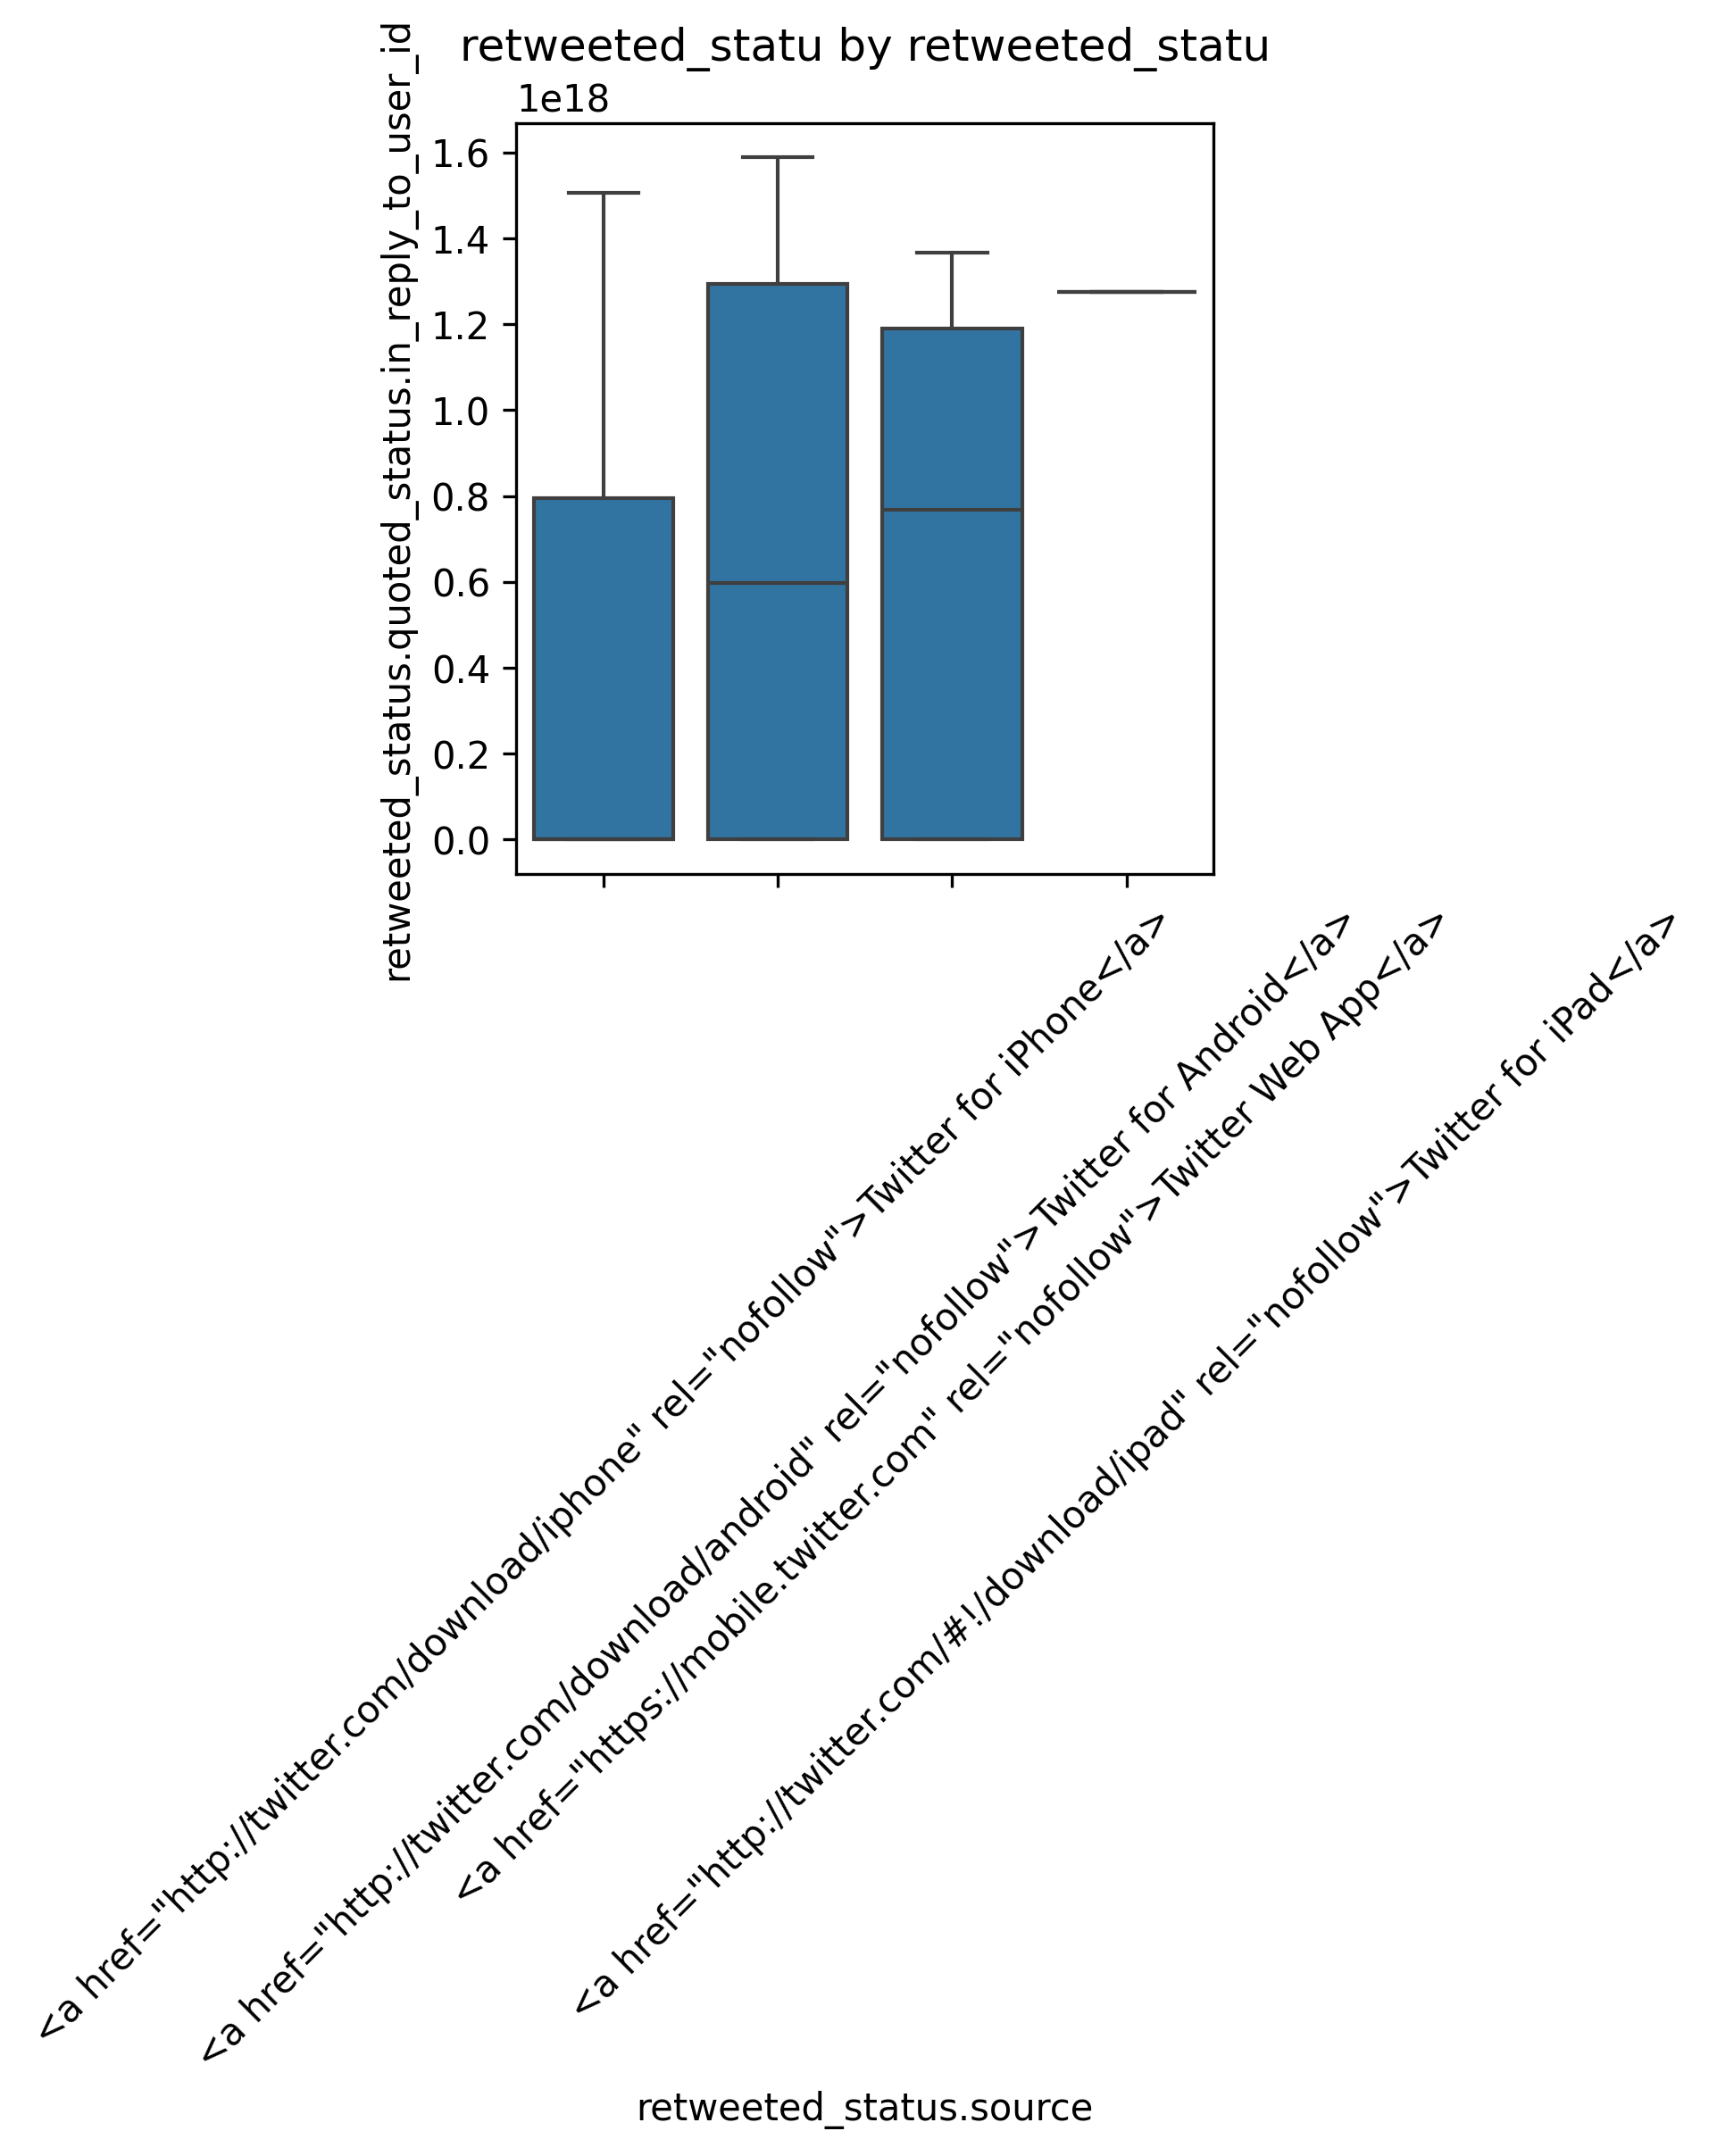 retweeted_statu by retweeted_statu
1e18
retweeted_status.quoted_status.in_reply_to_user_id
1.6
1.4
1.2
1.0
0.8
0.6
0.4
0.2
0.0
<a href="http://twitter.com/download/iphone" rel="nofollow">Twitter for iPhone</a>
<a href="http://twitter.com/download/android" rel="nofollow">Twitter for Android</a>
<a href="https://mobile.twitter.com" rel="nofollow">Twitter Web App</a>
<a href="http://twitter.com/#!/download/ipad" rel="nofollow">Twitter for iPad</a>
retweeted_status.source